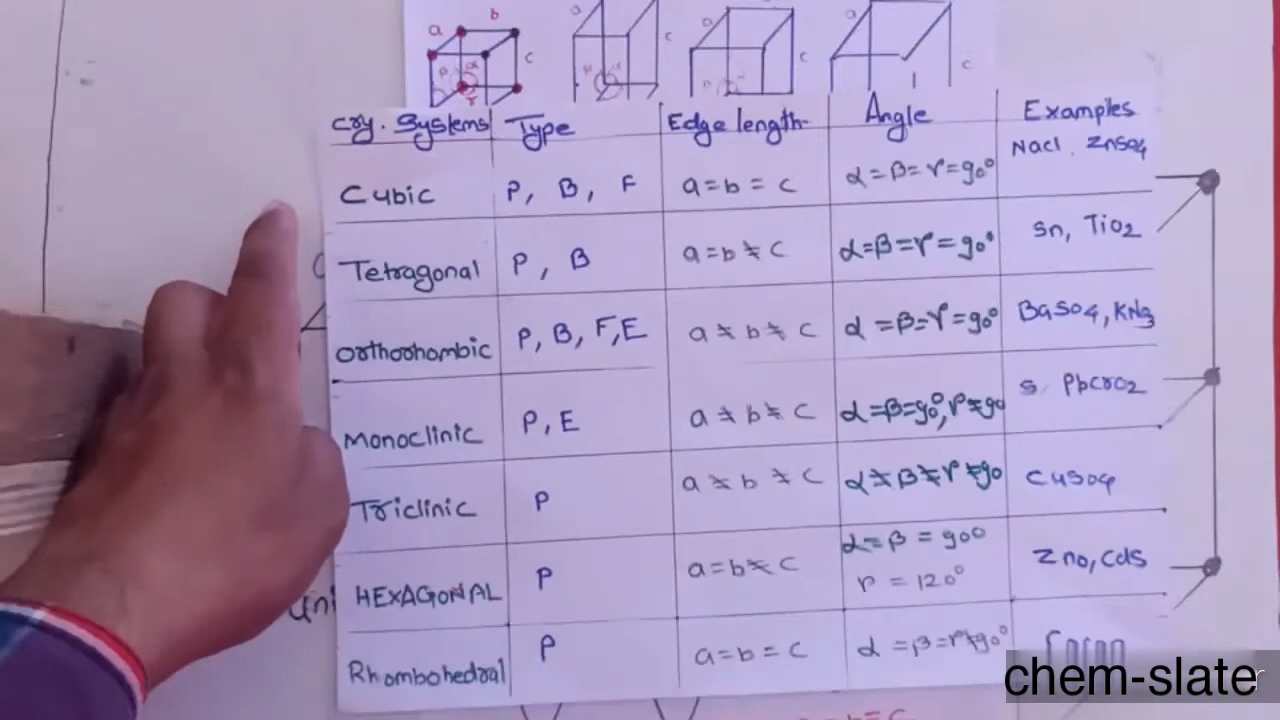 a b c a c a c a c
Cry. Systems Type Edge length Angle Examples
Cubic P, B, F a = b = c α = β = γ = 90° Nacl, ZnSO4
Tetragonal P, B a = b ≠ c α = β = γ = 90° Sn, TiO2
Orthorhombic P, B, F, E a ≠ b ≠ c α = β = γ = 90° BaSO4, KNO3
Monoclinic P, E a ≠ b ≠ c α = β = 90°, γ ≠ 90 S, PbCrO2
Triclinic P a ≠ b ≠ c α ≠ β ≠ γ ≠ 90 CuSO4
HEXAGONAL P a = b ≠ c α = β = 90° γ = 120° ZnO, CdS
Rhombohedral P a = b = c α = β = γ ≠ 90°
Uni
chem-slate